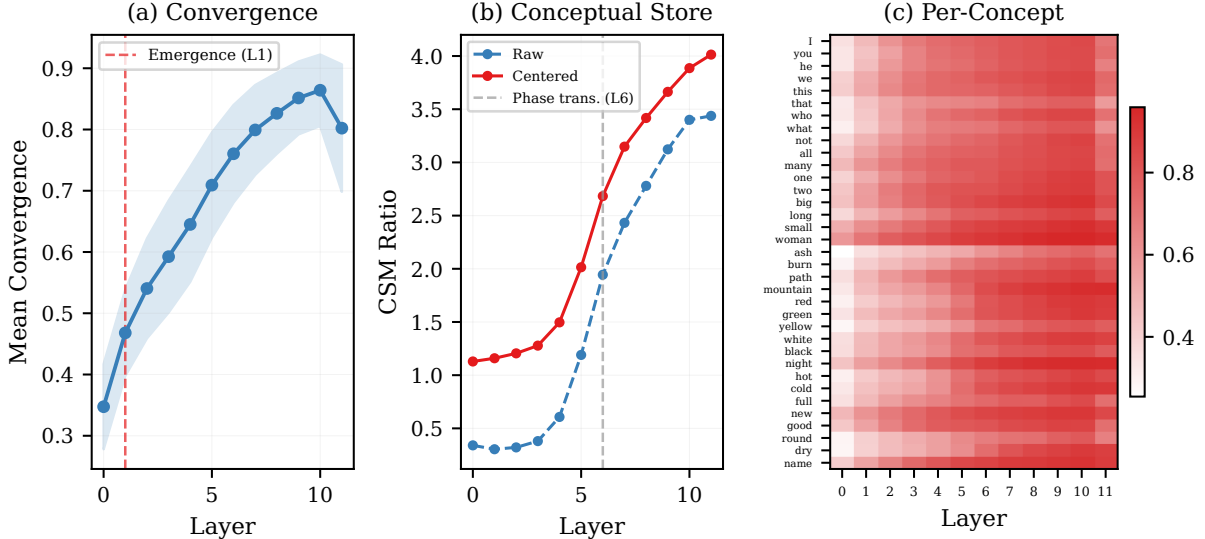 (a) Convergence
Emergence (L1)
0.9
0.8
0.7
0.6
0.5
0.4
0.3
Mean Convergence
0 5 10
Layer
(b) Conceptual Store
Raw
Centered
Phase trans. (L6)
4.0
3.5
3.0
2.5
2.0
1.5
1.0
0.5
CSM Ratio
0 5 10
Layer
(c) Per-Concept
I
you
he
we
this
that
who
what
not
all
many
one
two
big
long
small
woman
ash
burn
path
mountain
red
green
yellow
white
black
night
hot
cold
full
new
good
round
dry
name
0 1 2 3 4 5 6 7 8 9 10 11
Layer
0.8
0.6
0.4